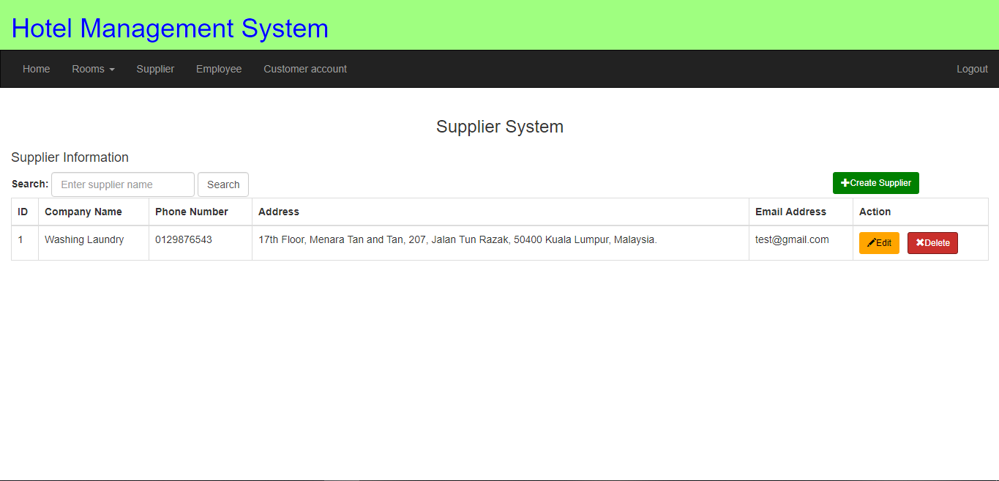 Hotel Management System
Home Rooms Supplier Employee Customer account Logout
Supplier System
Supplier Information
Search: Enter supplier name Search Create Supplier
ID Company Name Phone Number Address Email Address Action
1 Washing Laundry 0129876543 17th Floor, Menara Tan and Tan, 207, Jalan Tun Razak, 50400 Kuala Lumpur, Malaysia. test@gmail.com Edit Delete